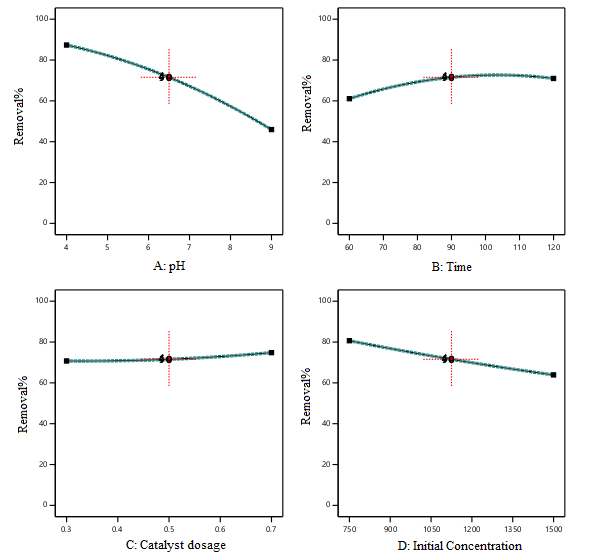 100
80
60
40
20
0
Removal%
4 5 6 7 8 9
A: pH
100
80
60
40
20
0
Removal%
60 70 80 90 100 110 120
B: Time
100
80
60
40
20
0
Removal%
0.3 0.4 0.5 0.6 0.7
C: Catalyst dosage
100
80
60
40
20
0
Removal%
750 900 1050 1200 1350 1500
D: Initial Concentration